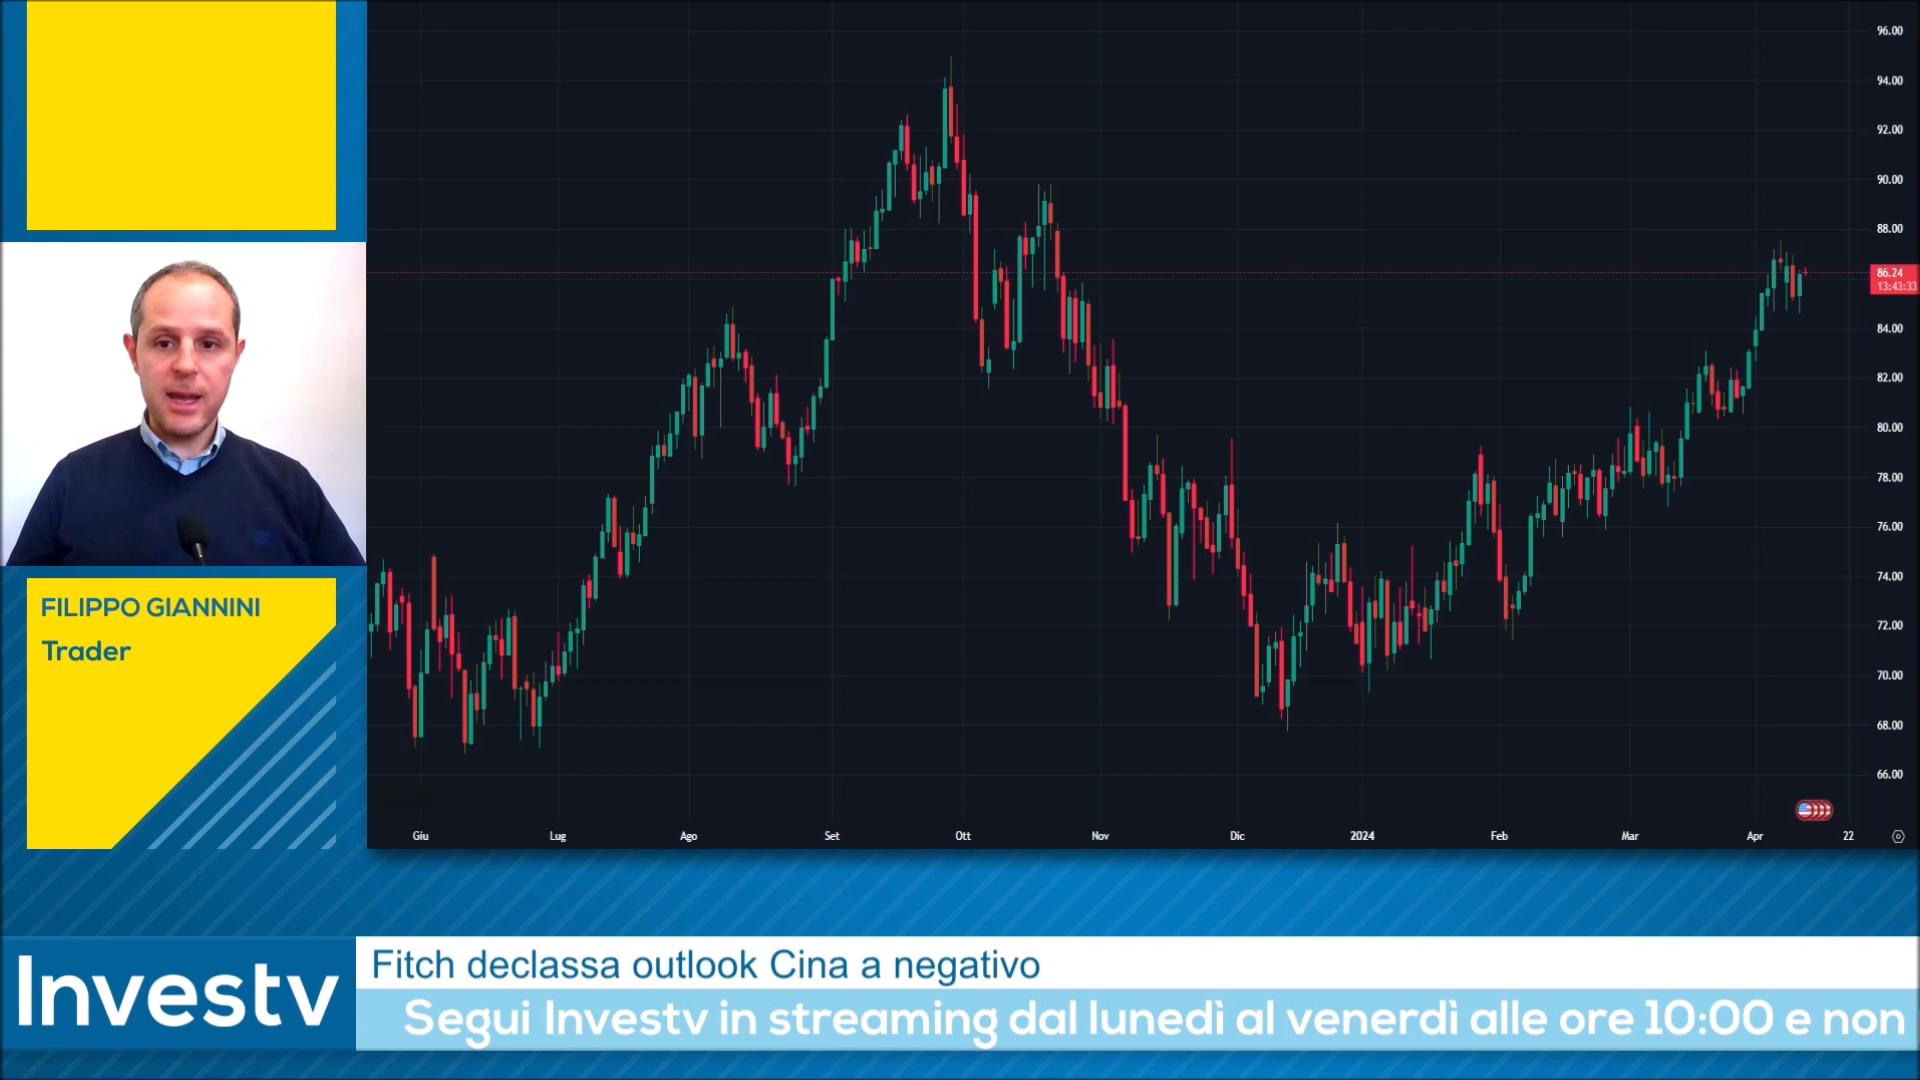 96.00
94.00
92.00
90.00
88.00
86.24
13:43:33
84.00
82.00
80.00
78.00
76.00
74.00
72.00
70.00
68.00
66.00
Giu Lug Ago Set Ott Nov Dic 2024 Feb Mar Apr 22
FILIPPO GIANNINI
Trader
Investv
Fitch declassa outlook Cina a negativo
Segui Investv in streaming dal lunedì al venerdì alle ore 10:00 e non